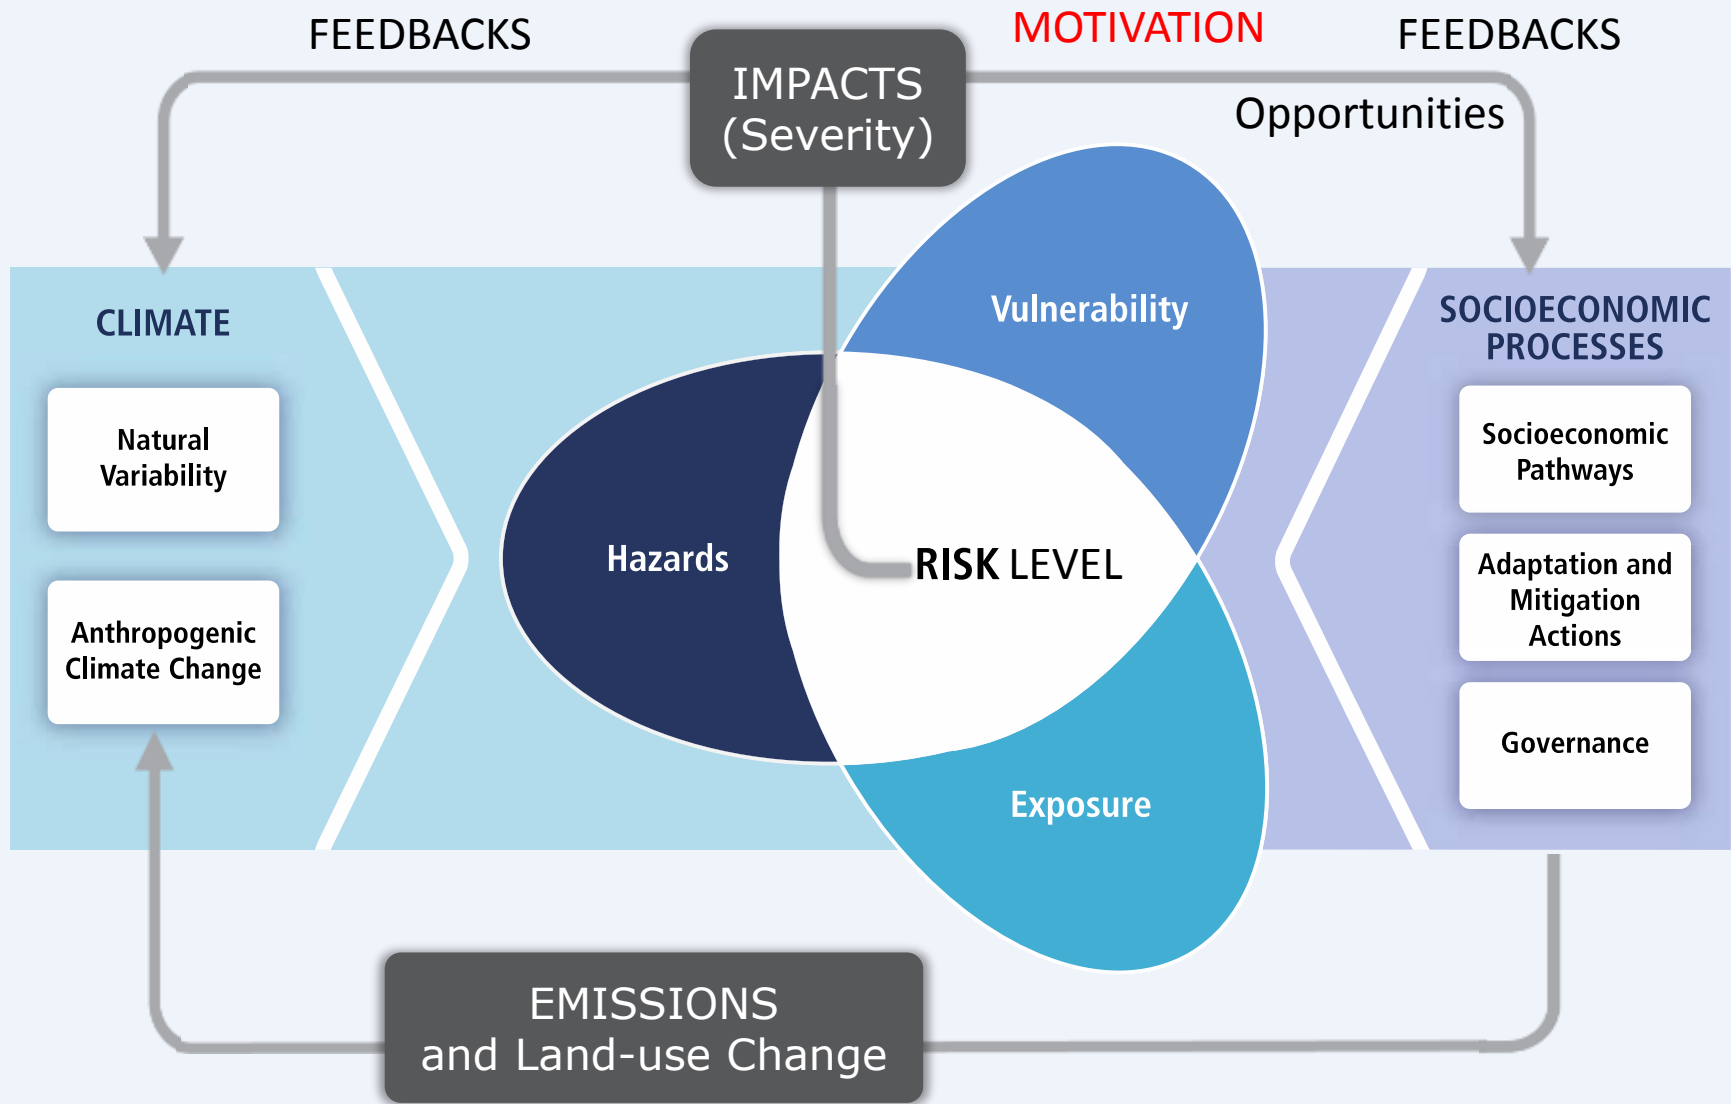 FEEDBACKS
MOTIVATION
FEEDBACKS
IMPACTS
(Severity)
Opportunities
CLIMATE
Natural
Variability
Anthropogenic
Climate Change
Vulnerability
Hazards
RISK LEVEL
Exposure
SOCIOECONOMIC
PROCESSES
Socioeconomic
Pathways
Adaptation and
Mitigation
Actions
Governance
EMISSIONS
and Land-use Change